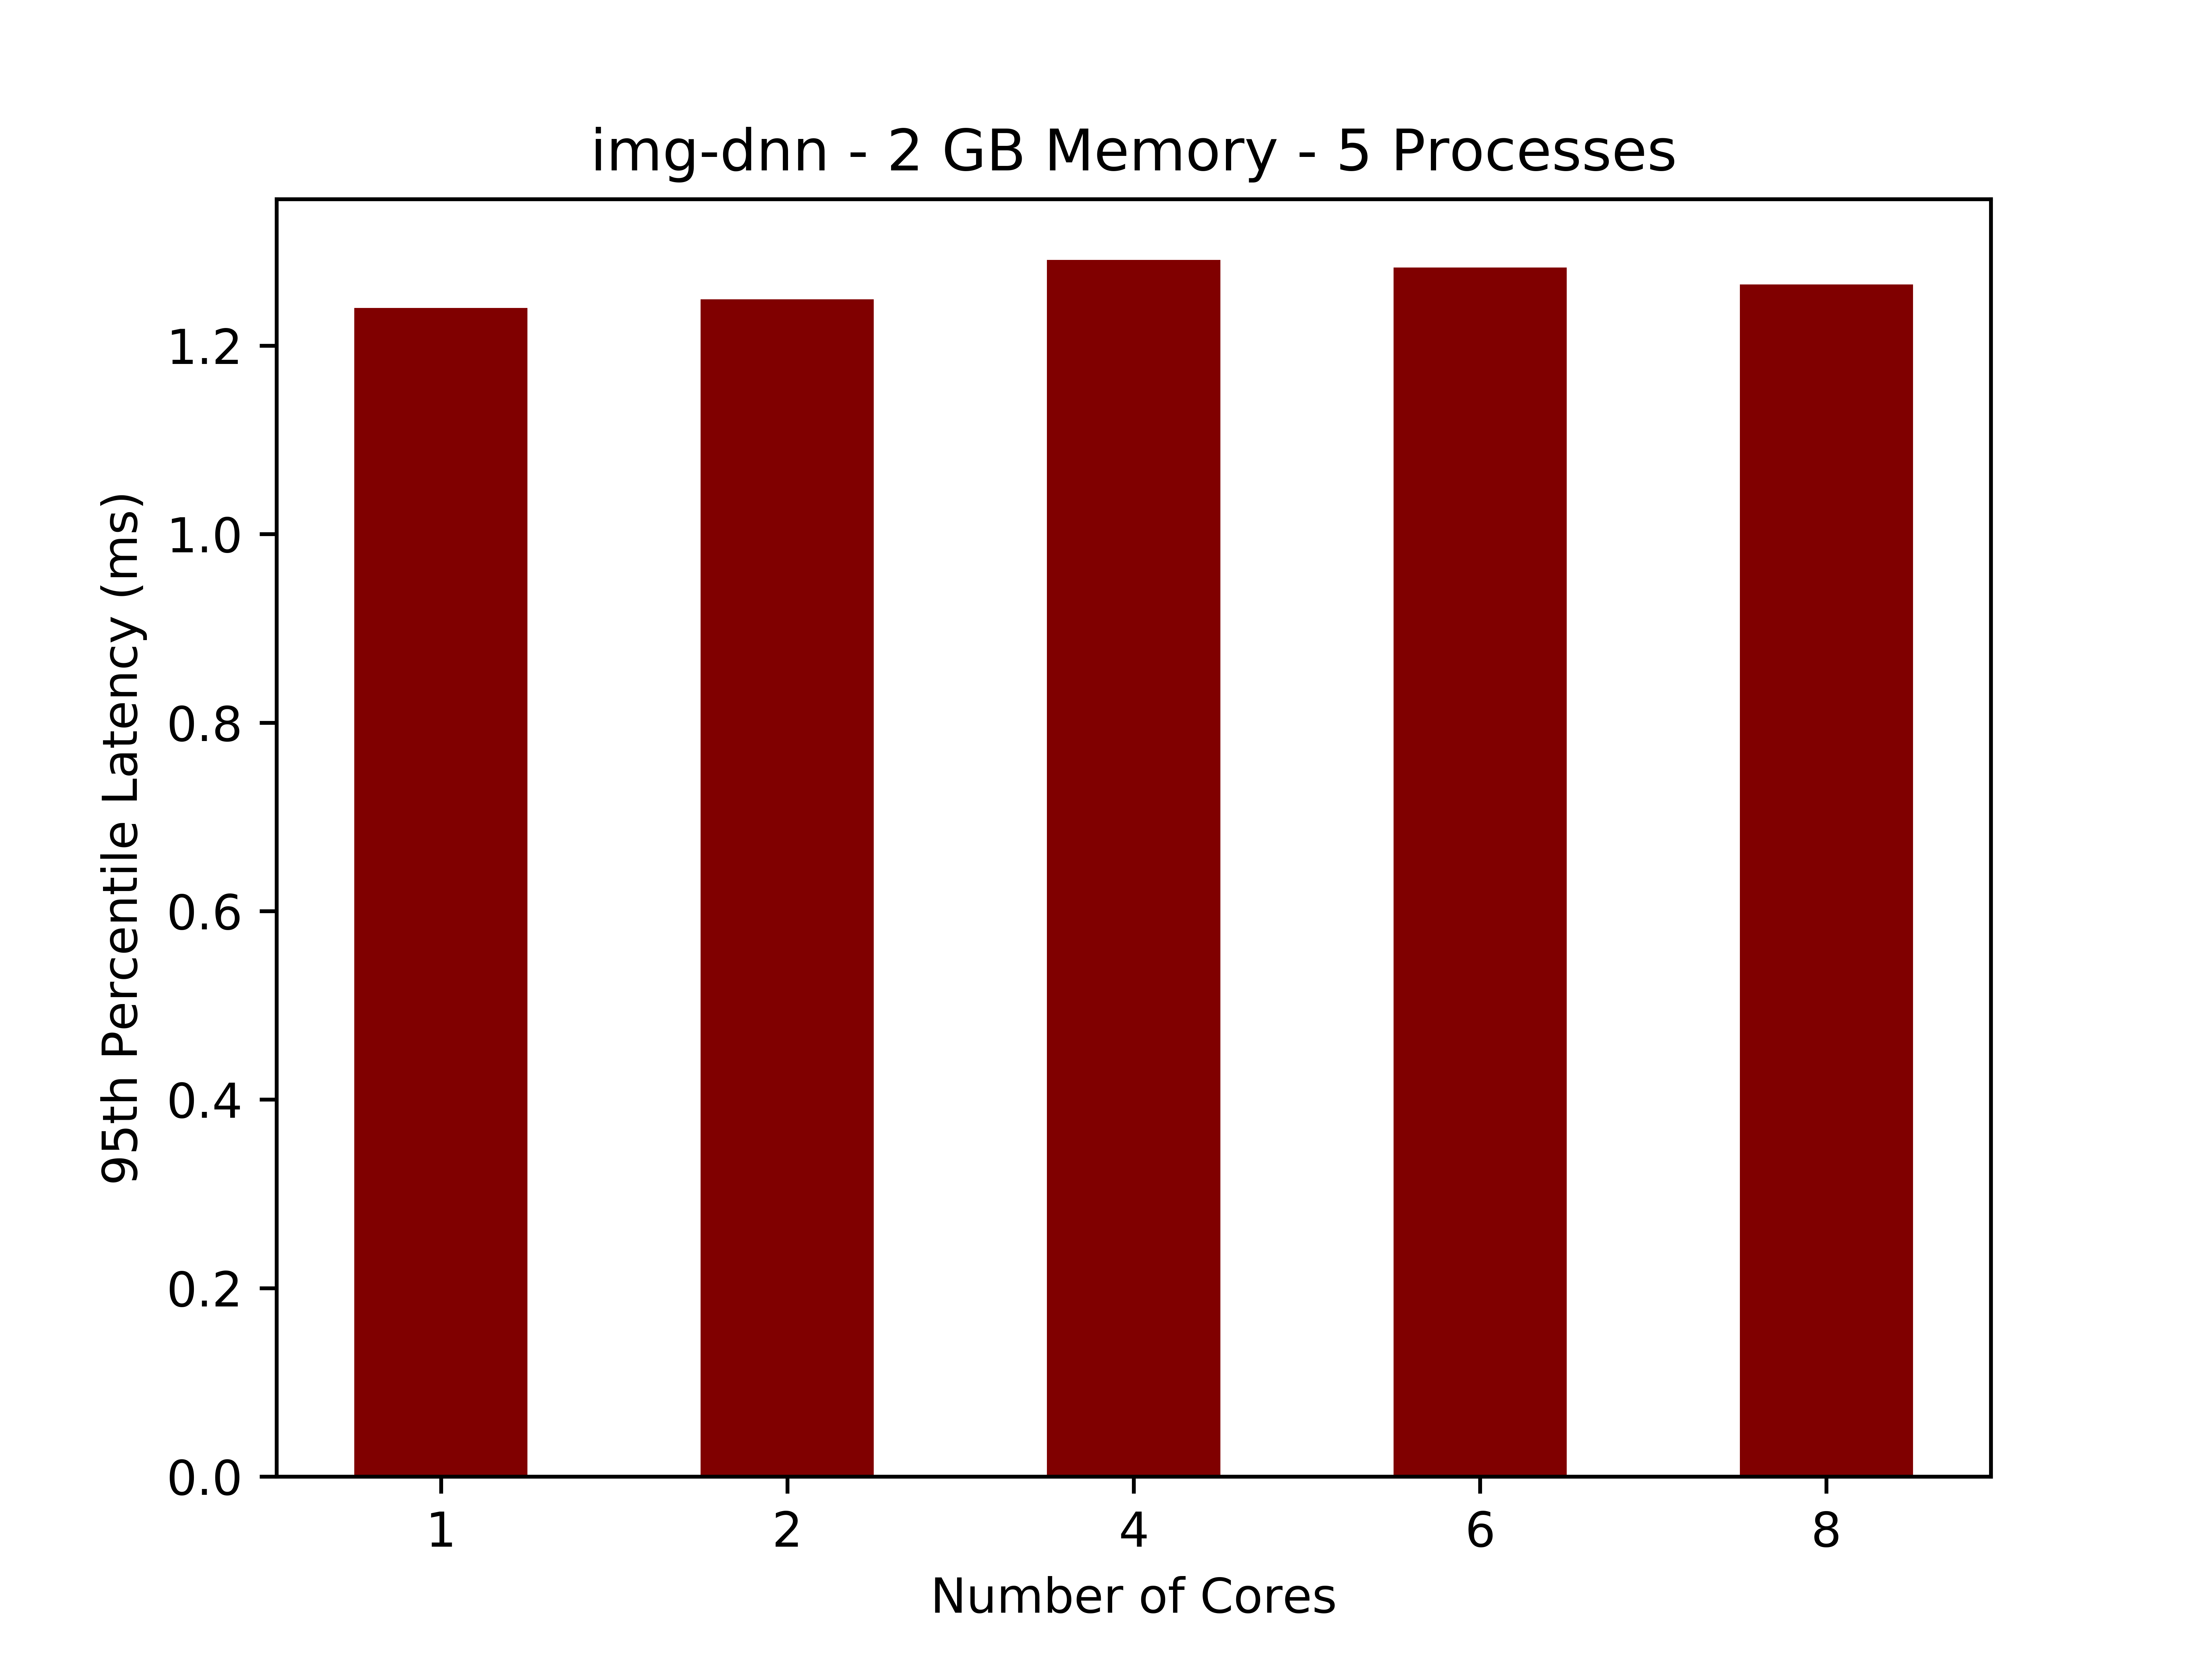 img-dnn - 2 GB Memory - 5 Processes
95th Percentile Latency (ms)
1.2
1.0
0.8
0.6
0.4
0.2
0.0
1 2 4 6 8
Number of Cores